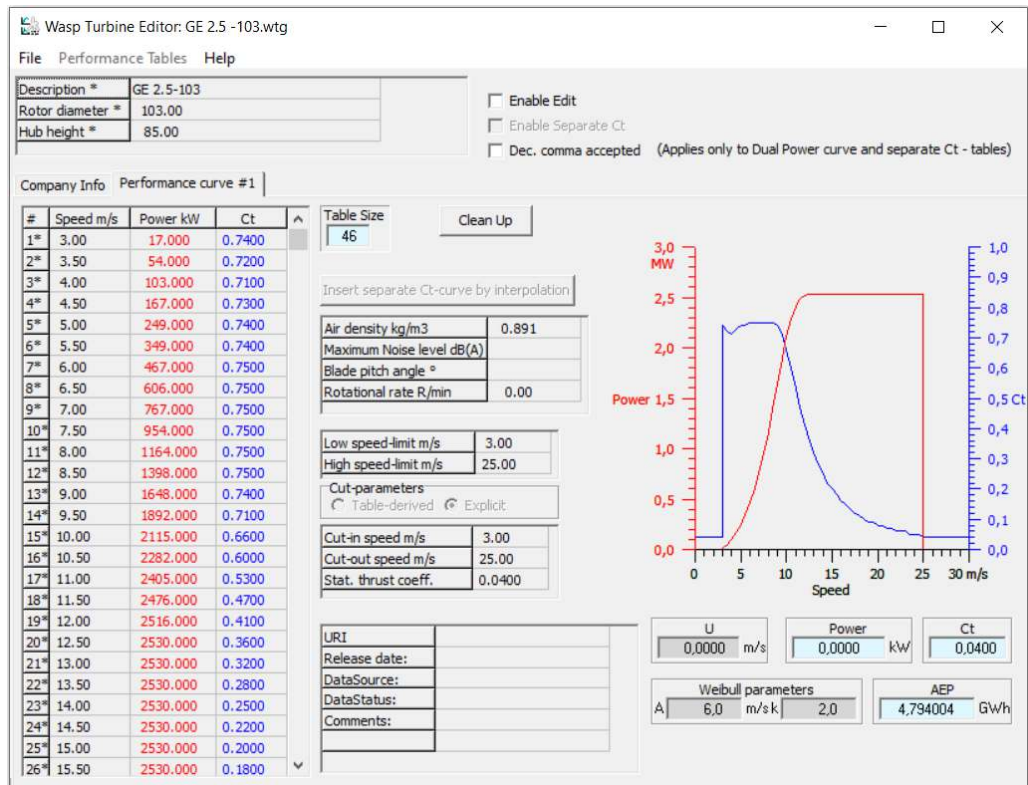 Wasp Turbine Editor: GE 2.5 -103.wtg
File Performance Tables Help
Description * GE 2.5-103
Rotor diameter * 103.00
Hub height * 85.00
Enable Edit
Enable Separate Ct
Dec. comma accepted (Applies only to Dual Power curve and separate Ct - tables)
Company Info Performance curve #1
# Speed m/s Power kW Ct
1* 3.00 17.000 0.7400
2* 3.50 54.000 0.7200
3* 4.00 103.000 0.7100
4* 4.50 167.000 0.7300
5* 5.00 249.000 0.7400
6* 5.50 349.000 0.7400
7* 6.00 467.000 0.7500
8* 6.50 606.000 0.7500
9* 7.00 767.000 0.7500
10* 7.50 954.000 0.7500
11* 8.00 1164.000 0.7500
12* 8.50 1398.000 0.7500
13* 9.00 1648.000 0.7400
14* 9.50 1892.000 0.7100
15* 10.00 2115.000 0.6600
16* 10.50 2282.000 0.6000
17* 11.00 2405.000 0.5300
18* 11.50 2476.000 0.4700
19* 12.00 2516.000 0.4100
20* 12.50 2530.000 0.3600
21* 13.00 2530.000 0.3200
22* 13.50 2530.000 0.2800
23* 14.00 2530.000 0.2500
24* 14.50 2530.000 0.2200
25* 15.00 2530.000 0.2000
26* 15.50 2530.000 0.1800
Table Size
46
Clean Up
Insert separate Ct-curve by interpolation
Air density kg/m3 0.891
Maximum Noise level dB(A)
Blade pitch angle °
Rotational rate R/min 0.00
Low speed-limit m/s 3.00
High speed-limit m/s 25.00
Cut-parameters
Table-derived Explicit
Cut-in speed m/s 3.00
Cut-out speed m/s 25.00
Stat. thrust coeff. 0.0400
URI
Release date:
DataSource:
DataStatus:
Comments:
3,0
MW
2,5
2,0
Power 1,5
1,0
0,5
0,0
1,0
0,9
0,8
0,7
0,6
0,5 Ct
0,4
0,3
0,2
0,1
0,0
0 5 10 15 20 25 30 m/s
Speed
U
0,0000 m/s
Power
0,0000 kW
Ct
0,0400
Weibull parameters
A 6,0 m/s k 2,0
AEP
4,794004 GWh